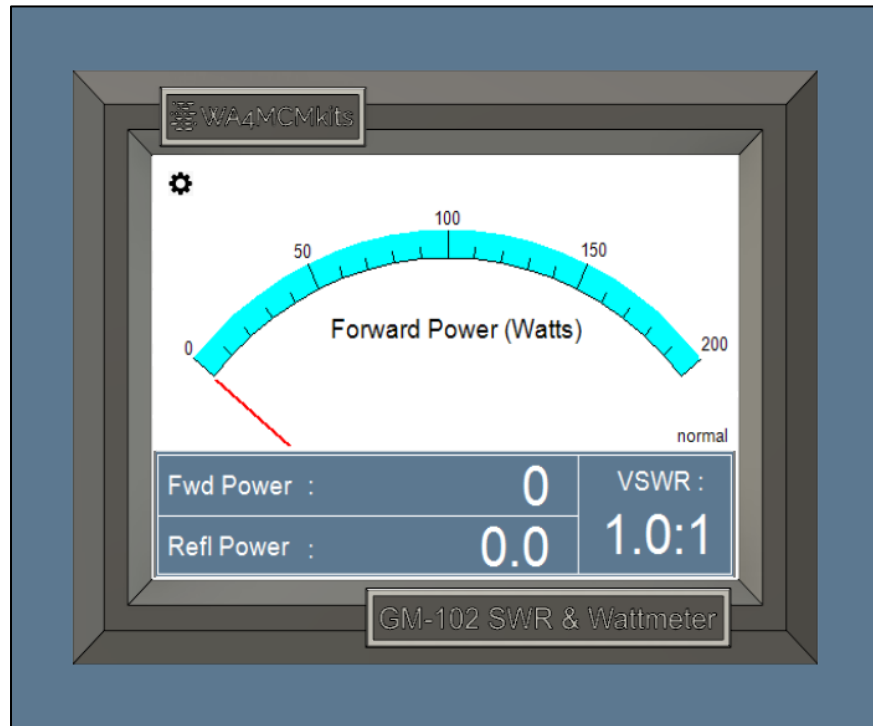 WA4MCMkits
100
50
150
0
200
Forward Power (Watts)
normal
Fwd Power :
0
VSWR :
Refl Power :
0.0
1.0:1
GM-102 SWR & Wattmeter